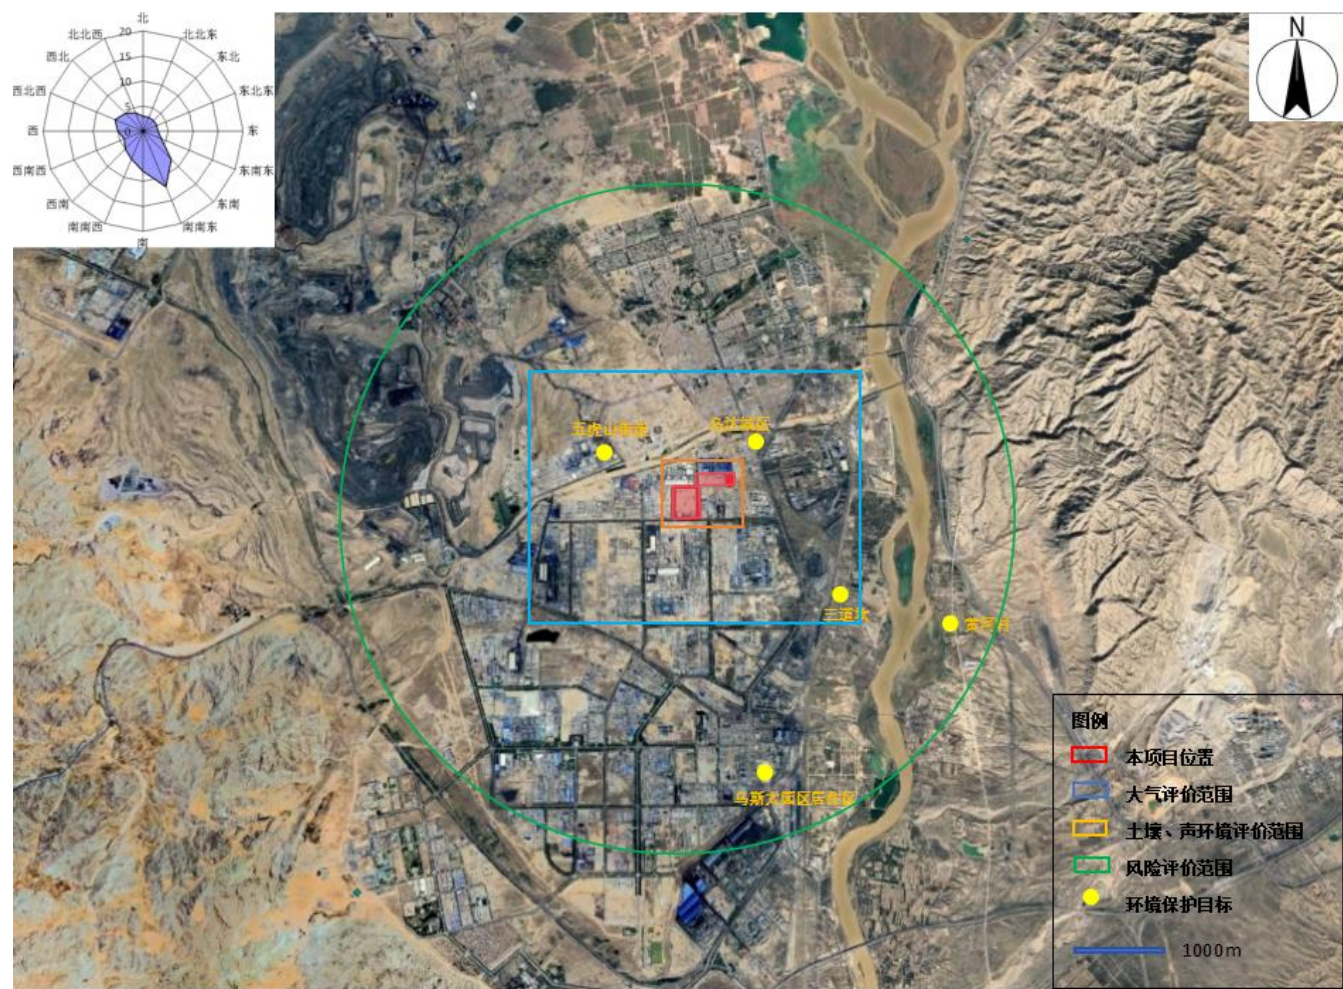 北
北北西
北北东
西北
东北
西北西
东北东
西
东
西南西
东南东
西南
东南
南南西
南南东
南
20
15
10
5
0
N
五虎山街道
乌达城区
三道坎
乌斯太园区居住区
图例
本项目位置
大气评价范围
土壤、声环境评价范围
风险评价范围
环境保护目标
1000m